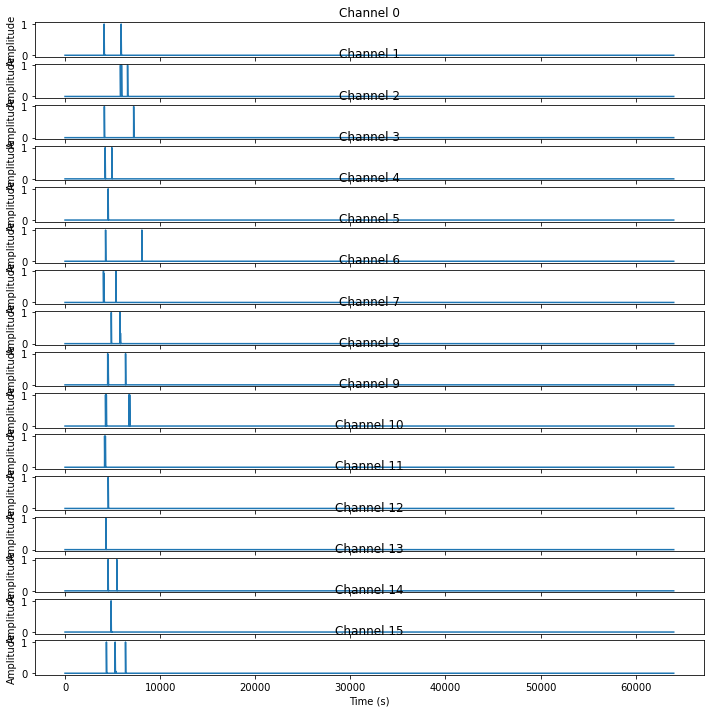 Channel 0
Amplitude
1
0
Channel 1
Amplitude
1
0
Channel 2
Amplitude
1
0
Channel 3
Amplitude
1
0
Channel 4
Amplitude
1
0
Channel 5
Amplitude
1
0
Channel 6
Amplitude
1
0
Channel 7
Amplitude
1
0
Channel 8
Amplitude
1
0
Channel 9
Amplitude
1
0
Channel 10
Amplitude
1
0
Channel 11
Amplitude
1
0
Channel 12
Amplitude
1
0
Channel 13
Amplitude
1
0
Channel 14
Amplitude
1
0
Channel 15
Amplitude
1
0
0 10000 20000 30000 40000 50000 60000
Time (s)